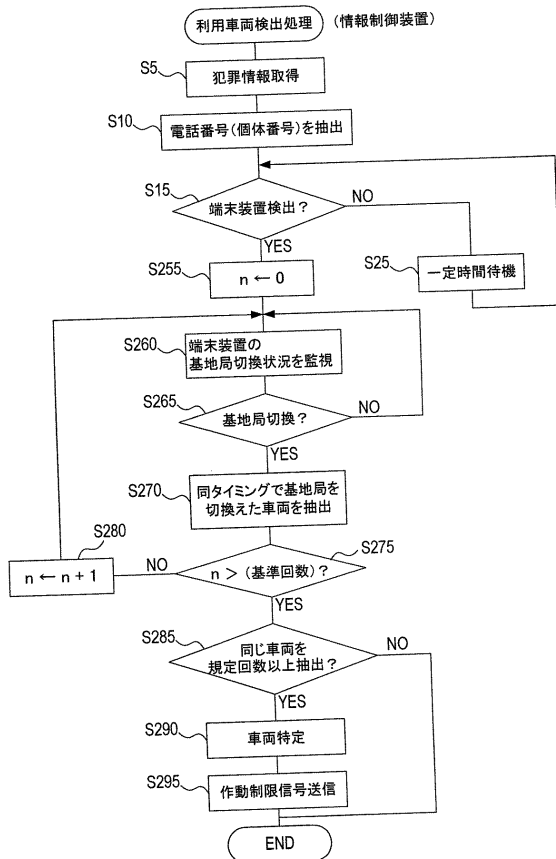 利用車両検出処理 (情報制御装置)
S5
犯罪情報取得
S10
電話番号(個体番号)を抽出
S15
端末装置検出?
NO
YES
S25
一定時間待機
S255
n ← 0
S260
端末装置の
基地局切換状況を監視
S265
基地局切換?
NO
YES
S270
同タイミングで基地局を
切換えた車両を抽出
S280
n ← n + 1
S275
n > (基準回数)?
NO
YES
S285
同じ車両を
規定回数以上抽出?
NO
YES
S290
車両特定
S295
作動制限信号送信
END